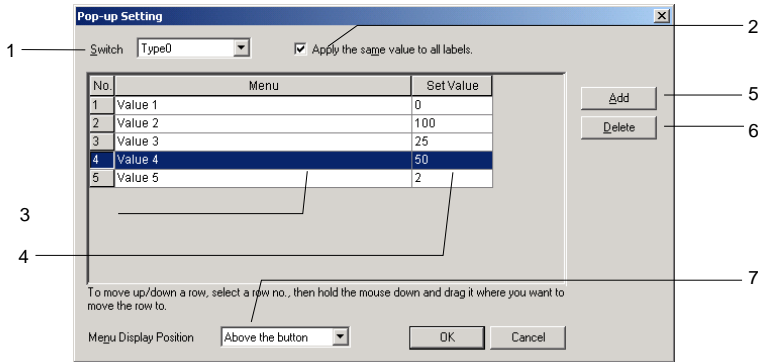 Pop-up Setting
2
1
Switch Type0 Apply the same value to all labels.
No. Menu Set Value
1 Value 1 0
2 Value 2 100
3 Value 3 25
4 Value 4 50
5 Value 5 2
Add
5
Delete
6
3
4
7
To move up/down a row, select a row no., then hold the mouse down and drag it where you want to
move the row to.
Menu Display Position Above the button OK Cancel